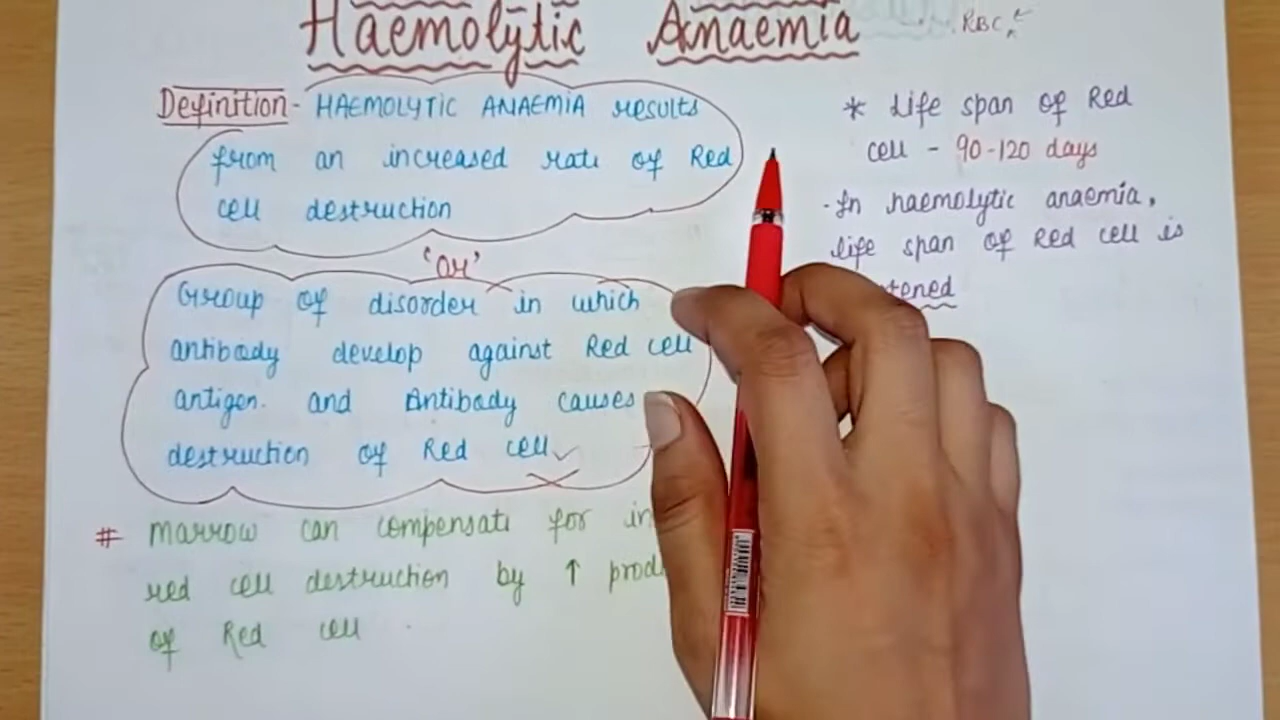 Haemolytic Anaemia
RBC
Definition - HAEMOLYTIC ANAEMIA results
from an increased rate of Red
cell destruction
'or'
Group of disorder in which
antibody develop against Red cell
antigen. and Antibody causes
destruction of Red cell
# Marrow can compensate for in
red cell destruction by ↑ prod
of Red cell
* Life span of Red
cell - 90-120 days
- In haemolytic anaemia,
life span of Red cell is
tened